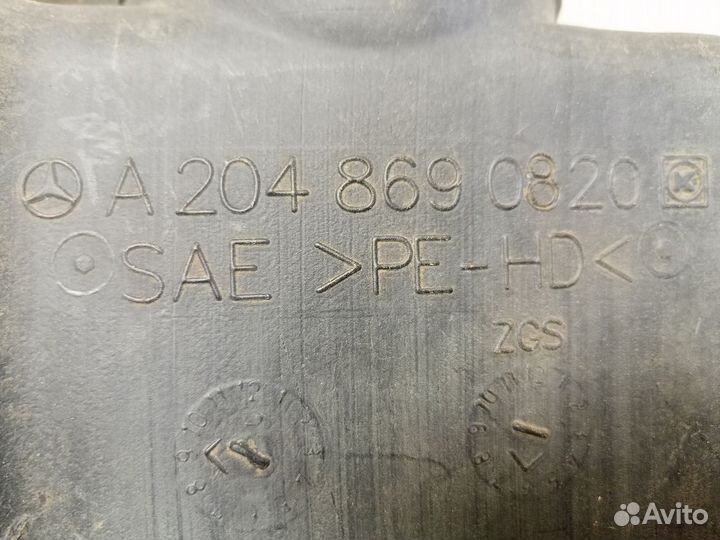 A 204 869 0820
SAE >PE-HD<
ZGS
Avito